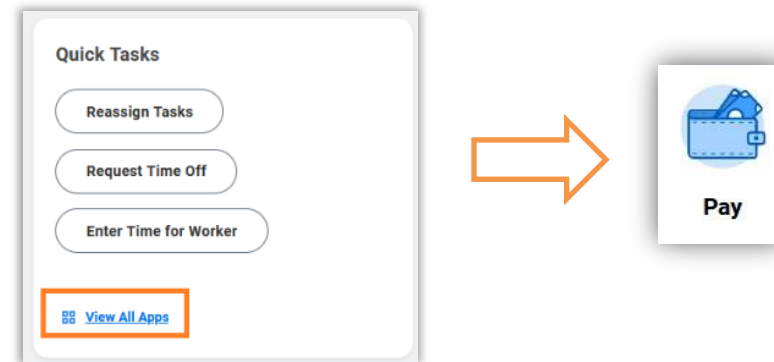 Quick Tasks
Reassign Tasks
Request Time Off
Enter Time for Worker
View All Apps
Pay